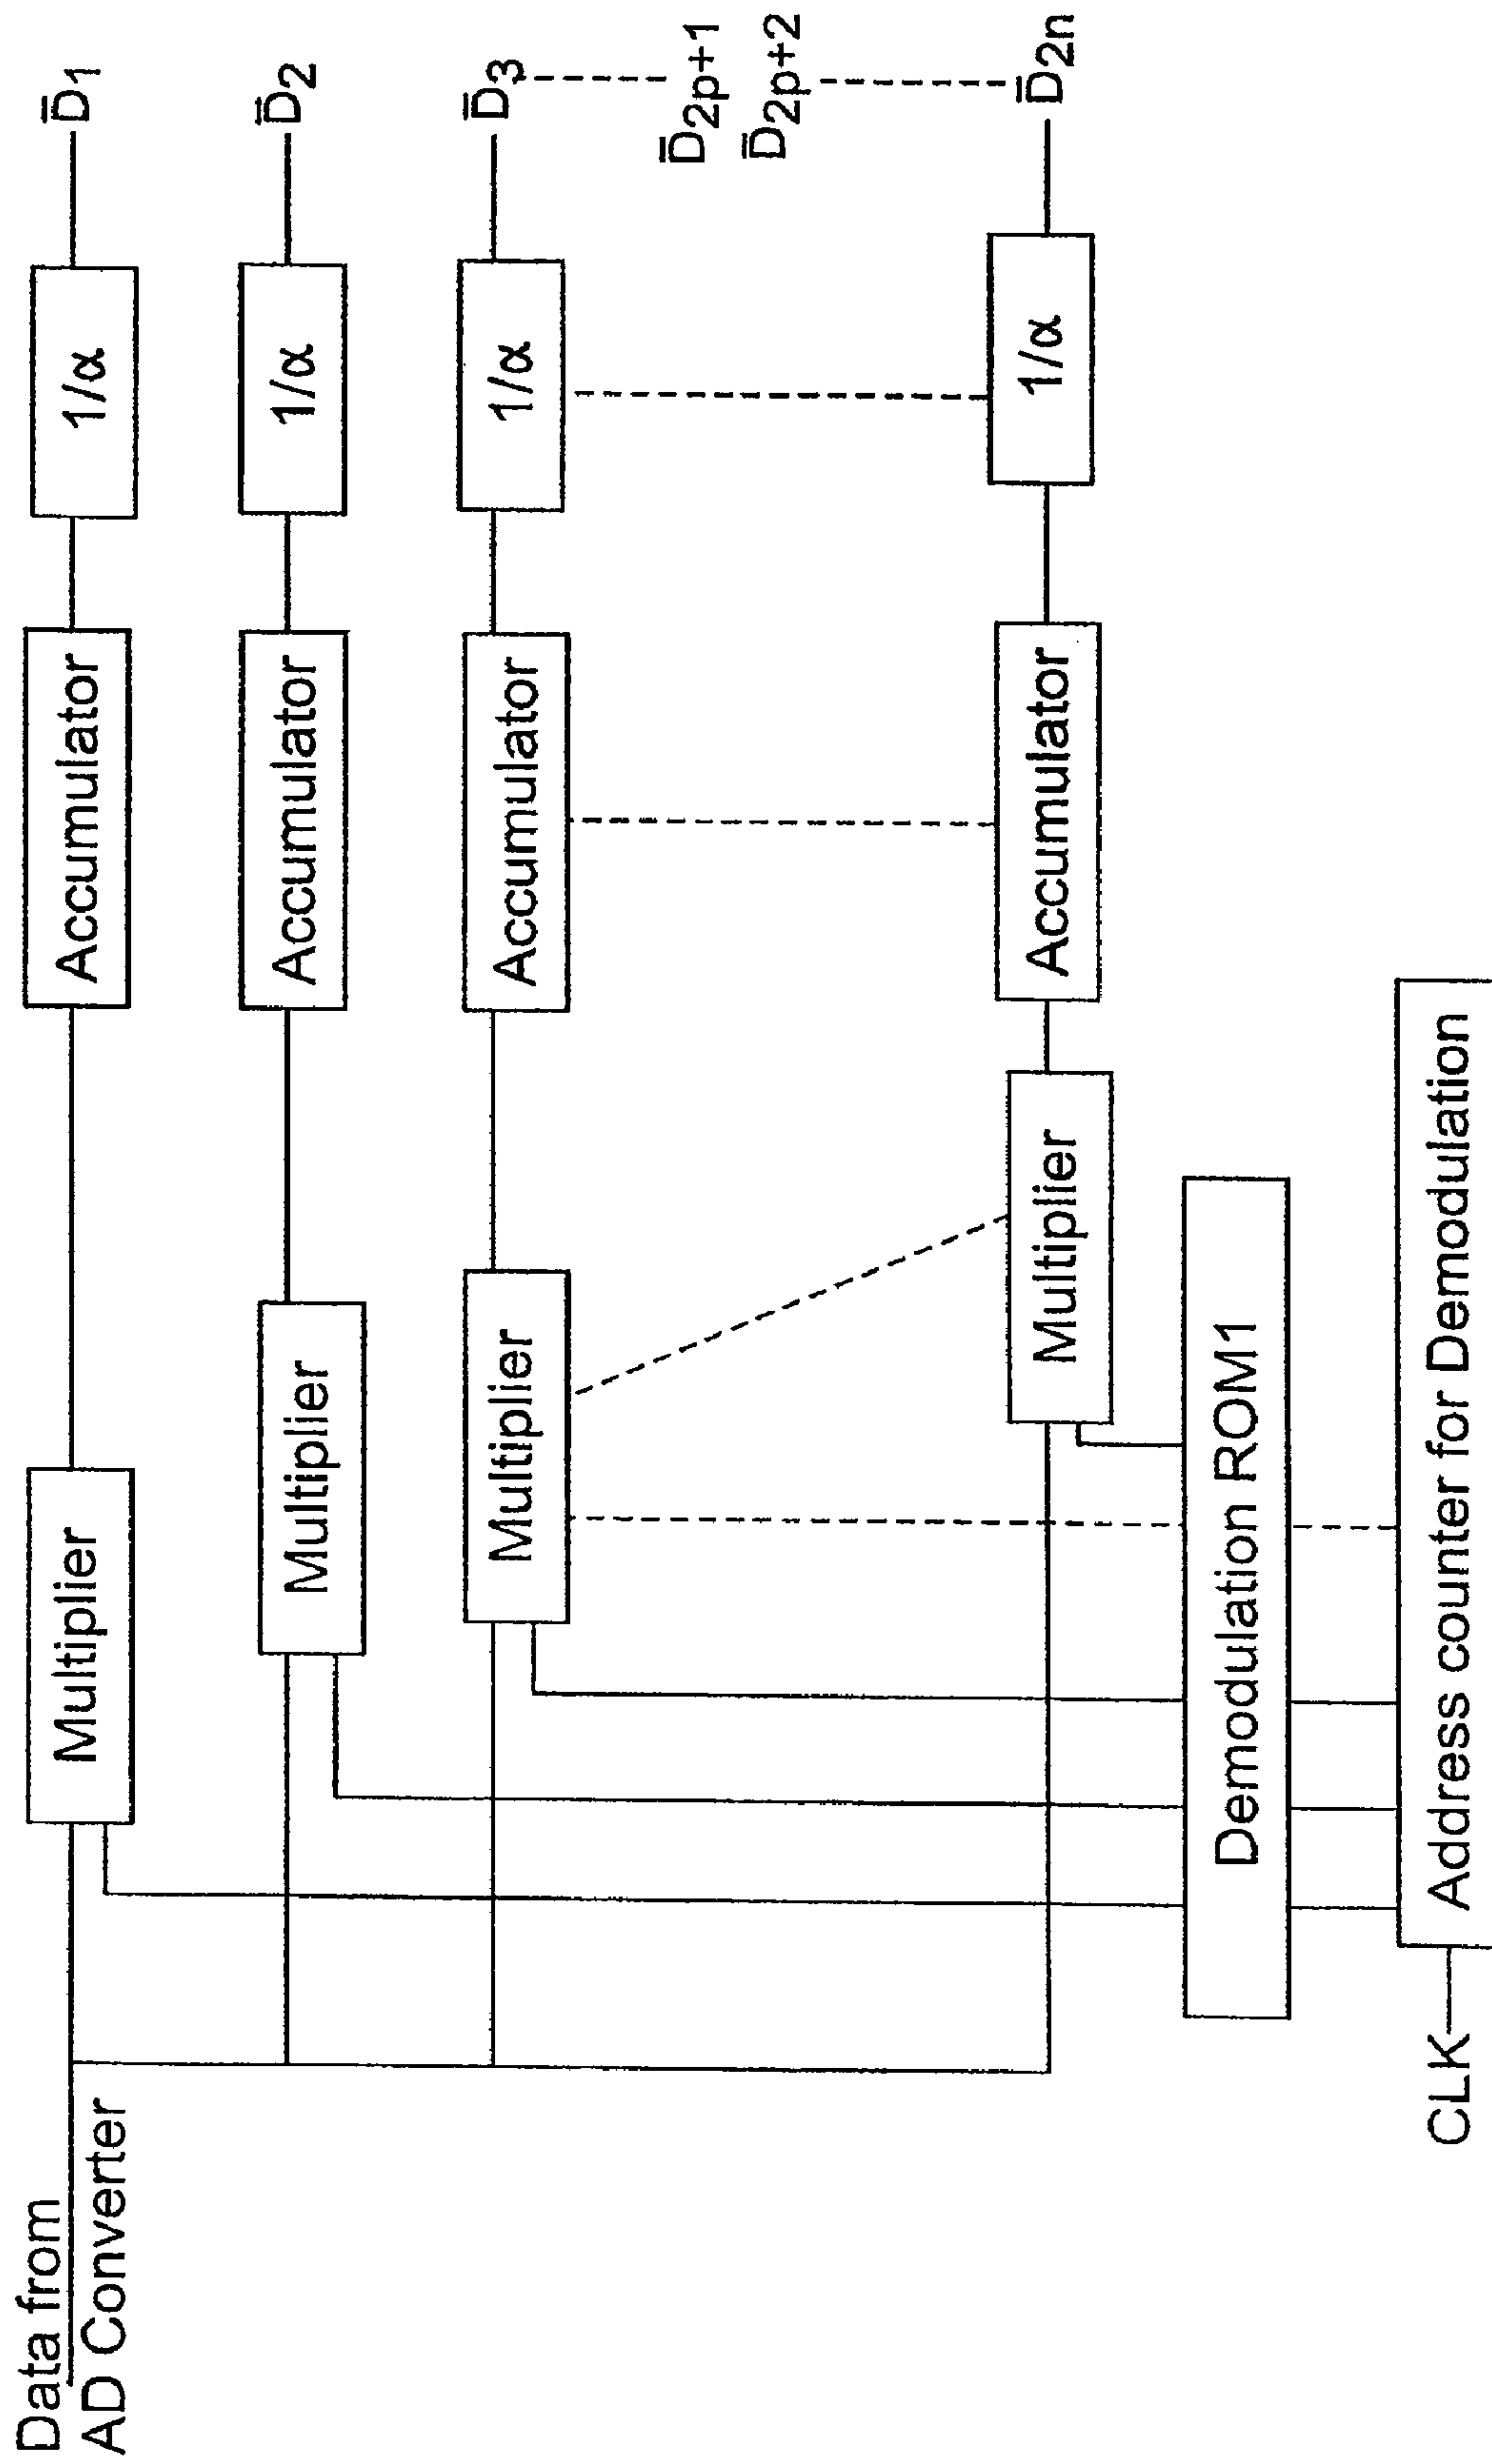 Data from
AD Converter
Multiplier
Accumulator
1/α
D̅1
Multiplier
Accumulator
1/α
D̅2
Multiplier
Accumulator
1/α
D̅3
D̅2p+1
D̅2p+2
Multiplier
Accumulator
1/α
D̅2n
Demodulation ROM1
CLK
Address counter for Demodulation